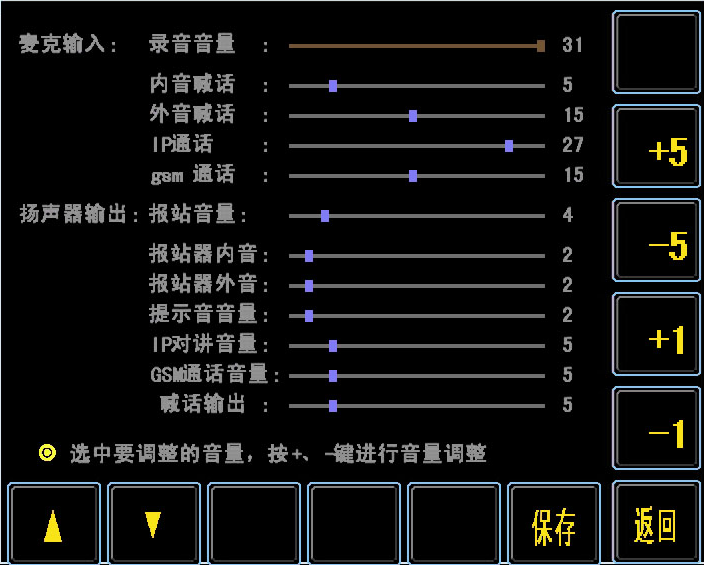 麦克输入： 录音音量 ： 31
内音喊话 ： 5
外音喊话 ： 15
IP通话 ： 27
gsm 通话 ： 15
扬声器输出：报站音量： 4
报站器内音： 2
报站器外音： 2
提示音音量： 2
IP对讲音量： 5
GSM通话音量： 5
喊话输出 ： 5
选中要调整的音量，按+、-键进行音量调整
+5
-5
+1
-1
▲ ▼ 保存 返回